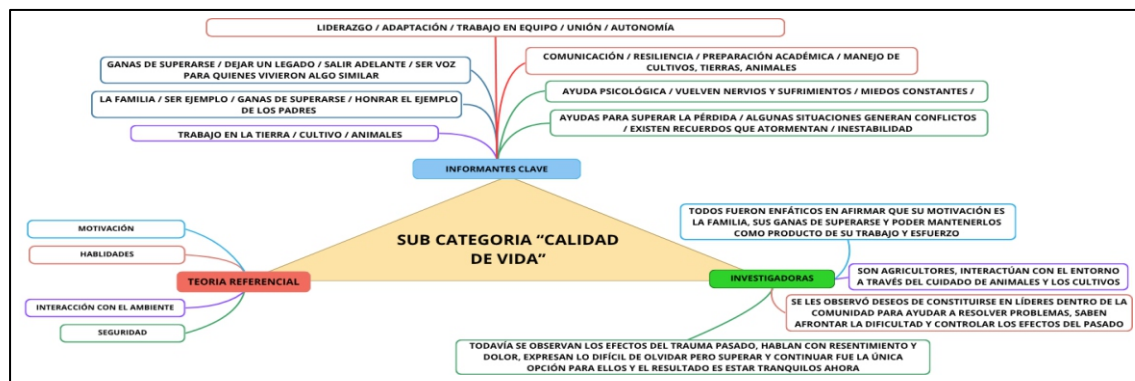 LIDERAZGO / ADAPTACIÓN / TRABAJO EN EQUIPO / UNIÓN / AUTONOMÍA
GANAS DE SUPERARSE / DEJAR UN LEGADO / SALIR ADELANTE / SER VOZ
PARA QUIENES VIVIERON ALGO SIMILAR
COMUNICACIÓN / RESILIENCIA / PREPARACIÓN ACADÉMICA / MANEJO DE
CULTIVOS, TIERRAS, ANIMALES
LA FAMILIA / SER EJEMPLO / GANAS DE SUPERARSE / HONRAR EL EJEMPLO
DE LOS PADRES
AYUDA PSICOLÓGICA / VUELVEN NERVIOS Y SUFRIMIENTOS / MIEDOS CONSTANTES /
TRABAJO EN LA TIERRA / CULTIVO / ANIMALES
AYUDAS PARA SUPERAR LA PÉRDIDA / ALGUNAS SITUACIONES GENERAN CONFLICTOS
/ EXISTEN RECUERDOS QUE ATORMENTAN / INESTABILIDAD
INFORMANTES CLAVE
SUB CATEGORIA “CALIDAD
DE VIDA”
MOTIVACIÓN
HABLIDADES
TEORIA REFERENCIAL
INTERACCIÓN CON EL AMBIENTE
SEGURIDAD
TODOS FUERON ENFÁTICOS EN AFIRMAR QUE SU MOTIVACIÓN ES
LA FAMILIA, SUS GANAS DE SUPERARSE Y PODER MANTENERLOS
COMO PRODUCTO DE SU TRABAJO Y ESFUERZO
INVESTIGADORAS
SON AGRICULTORES, INTERACTÚAN CON EL ENTORNO
A TRAVÉS DEL CUIDADO DE ANIMALES Y LOS CULTIVOS
SE LES OBSERVÓ DESEOS DE CONSTITUIRSE EN LÍDERES DENTRO DE LA
COMUNIDAD PARA AYUDAR A RESOLVER PROBLEMAS, SABEN
AFRONTAR LA DIFICULTAD Y CONTROLAR LOS EFECTOS DEL PASADO
TODAVÍA SE OBSERVAN LOS EFECTOS DEL TRAUMA PASADO, HABLAN CON RESENTIMIENTO Y
DOLOR, EXPRESAN LO DIFÍCIL DE OLVIDAR PERO SUPERAR Y CONTINUAR FUE LA ÚNICA
OPCIÓN PARA ELLOS Y EL RESULTADO ES ESTAR TRANQUILOS AHORA